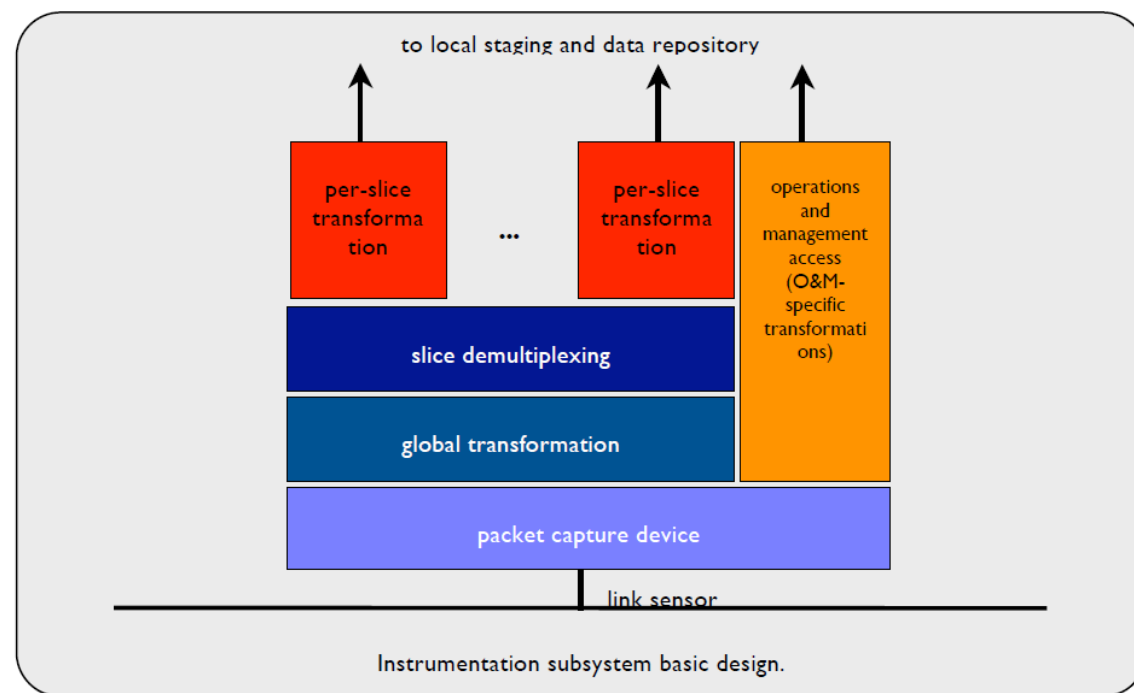 to local staging and data repository
per-slice
transforma
tion
...
per-slice
transforma
tion
operations
and
management
access
(O&M-
specific
transformati
ons)
slice demultiplexing
global transformation
packet capture device
link sensor
Instrumentation subsystem basic design.